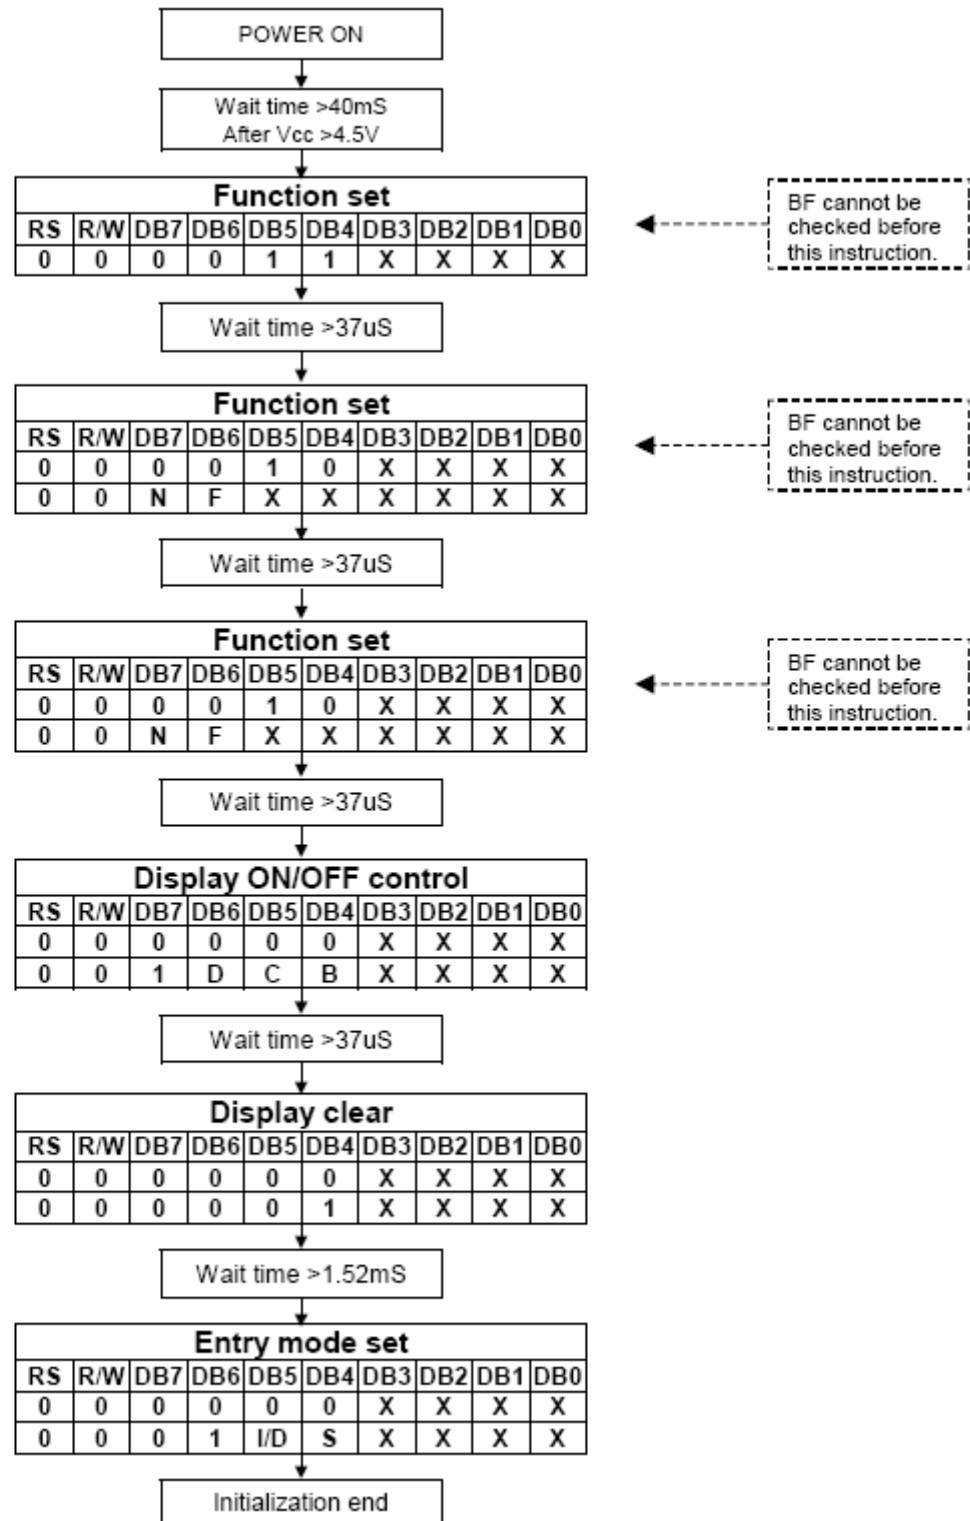 POWER ON
Wait time >40mS
After Vcc >4.5V
Function set
RS R/W DB7 DB6 DB5 DB4 DB3 DB2 DB1 DB0
0 0 0 0 1 1 X X X X
BF cannot be
checked before
this instruction.
Wait time >37uS
Function set
RS R/W DB7 DB6 DB5 DB4 DB3 DB2 DB1 DB0
0 0 0 0 1 0 X X X X
0 0 N F X X X X X X
BF cannot be
checked before
this instruction.
Wait time >37uS
Function set
RS R/W DB7 DB6 DB5 DB4 DB3 DB2 DB1 DB0
0 0 0 0 1 0 X X X X
0 0 N F X X X X X X
BF cannot be
checked before
this instruction.
Wait time >37uS
Display ON/OFF control
RS R/W DB7 DB6 DB5 DB4 DB3 DB2 DB1 DB0
0 0 0 0 0 0 X X X X
0 0 1 D C B X X X X
Wait time >37uS
Display clear
RS R/W DB7 DB6 DB5 DB4 DB3 DB2 DB1 DB0
0 0 0 0 0 0 X X X X
0 0 0 0 0 1 X X X X
Wait time >1.52mS
Entry mode set
RS R/W DB7 DB6 DB5 DB4 DB3 DB2 DB1 DB0
0 0 0 0 0 0 X X X X
0 0 0 1 I/D S X X X X
Initialization end